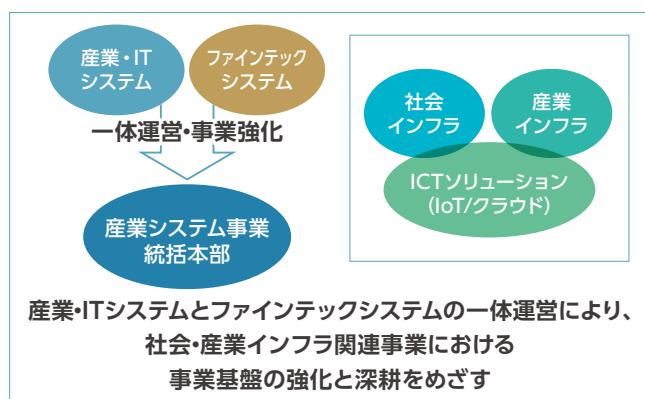 産業・IT
システム
ファインテック
システム
一体運営・事業強化
産業システム事業
統括本部
社会
インフラ
産業
インフラ
ICTソリューション
(IoT/クラウド)
産業・ITシステムとファインテックシステムの一体運営により、
社会・産業インフラ関連事業における
事業基盤の強化と深耕をめざす